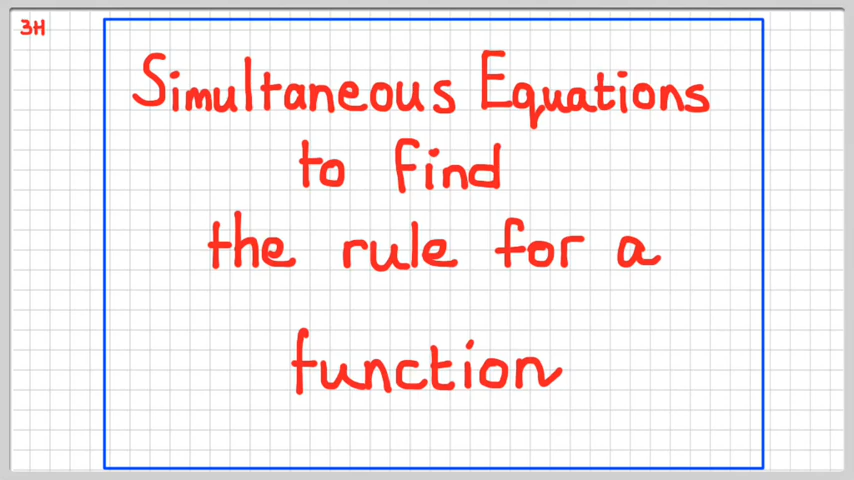 3H
Simultaneous Equations
to find
the rule for a
function